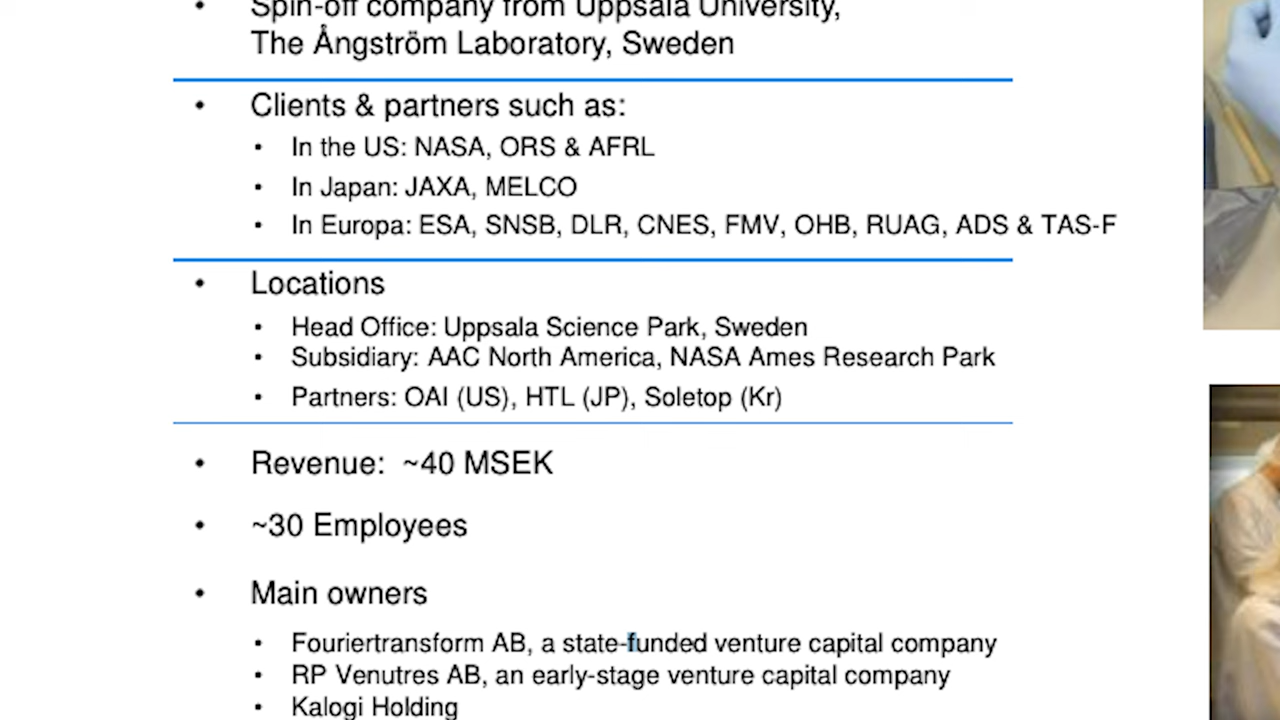 • Spin-off company from Uppsala University,
The Ångström Laboratory, Sweden
• Clients & partners such as:
• In the US: NASA, ORS & AFRL
• In Japan: JAXA, MELCO
• In Europa: ESA, SNSB, DLR, CNES, FMV, OHB, RUAG, ADS & TAS-F
• Locations
• Head Office: Uppsala Science Park, Sweden
• Subsidiary: AAC North America, NASA Ames Research Park
• Partners: OAI (US), HTL (JP), Soletop (Kr)
• Revenue: ~40 MSEK
• ~30 Employees
• Main owners
• Fouriertransform AB, a state-funded venture capital company
• RP Venutres AB, an early-stage venture capital company
• Kalogi Holding